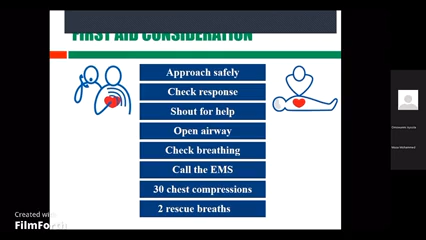 FIRST AID CONSIDERATION
Approach safely
Check response
Shout for help
Open airway
Check breathing
Call the EMS
30 chest compressions
2 rescue breaths
Created with